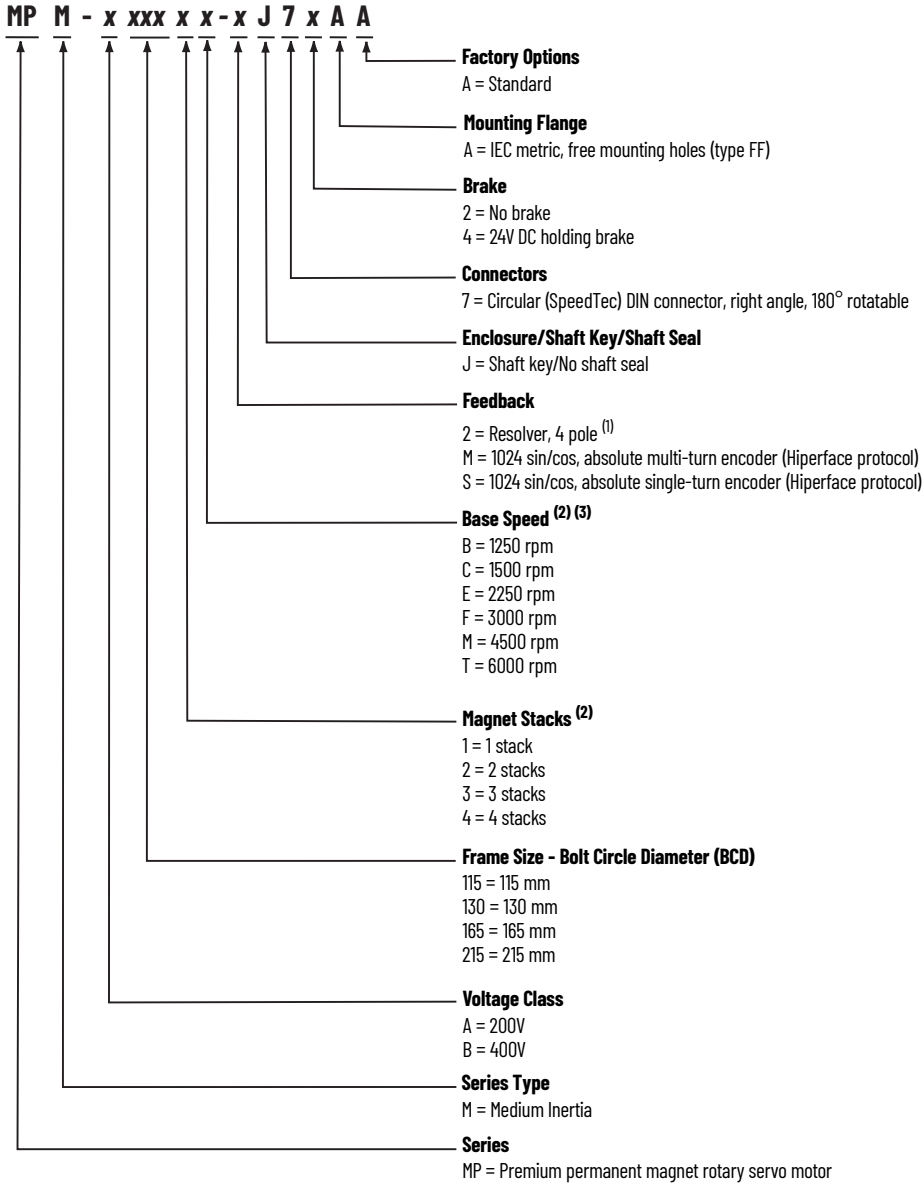 MP M - x xxx x x - x J 7 x A A
Factory Options
A = Standard
Mounting Flange
A = IEC metric, free mounting holes (type FF)
Brake
2 = No brake
4 = 24V DC holding brake
Connectors
7 = Circular (SpeedTec) DIN connector, right angle, 180° rotatable
Enclosure/Shaft Key/Shaft Seal
J = Shaft key/No shaft seal
Feedback
2 = Resolver, 4 pole (1)
M = 1024 sin/cos, absolute multi-turn encoder (Hiperface protocol)
S = 1024 sin/cos, absolute single-turn encoder (Hiperface protocol)
Base Speed (2) (3)
B = 1250 rpm
C = 1500 rpm
E = 2250 rpm
F = 3000 rpm
M = 4500 rpm
T = 6000 rpm
Magnet Stacks (2)
1 = 1 stack
2 = 2 stacks
3 = 3 stacks
4 = 4 stacks
Frame Size - Bolt Circle Diameter (BCD)
115 = 115 mm
130 = 130 mm
165 = 165 mm
215 = 215 mm
Voltage Class
A = 200V
B = 400V
Series Type
M = Medium Inertia
Series
MP = Premium permanent magnet rotary servo motor